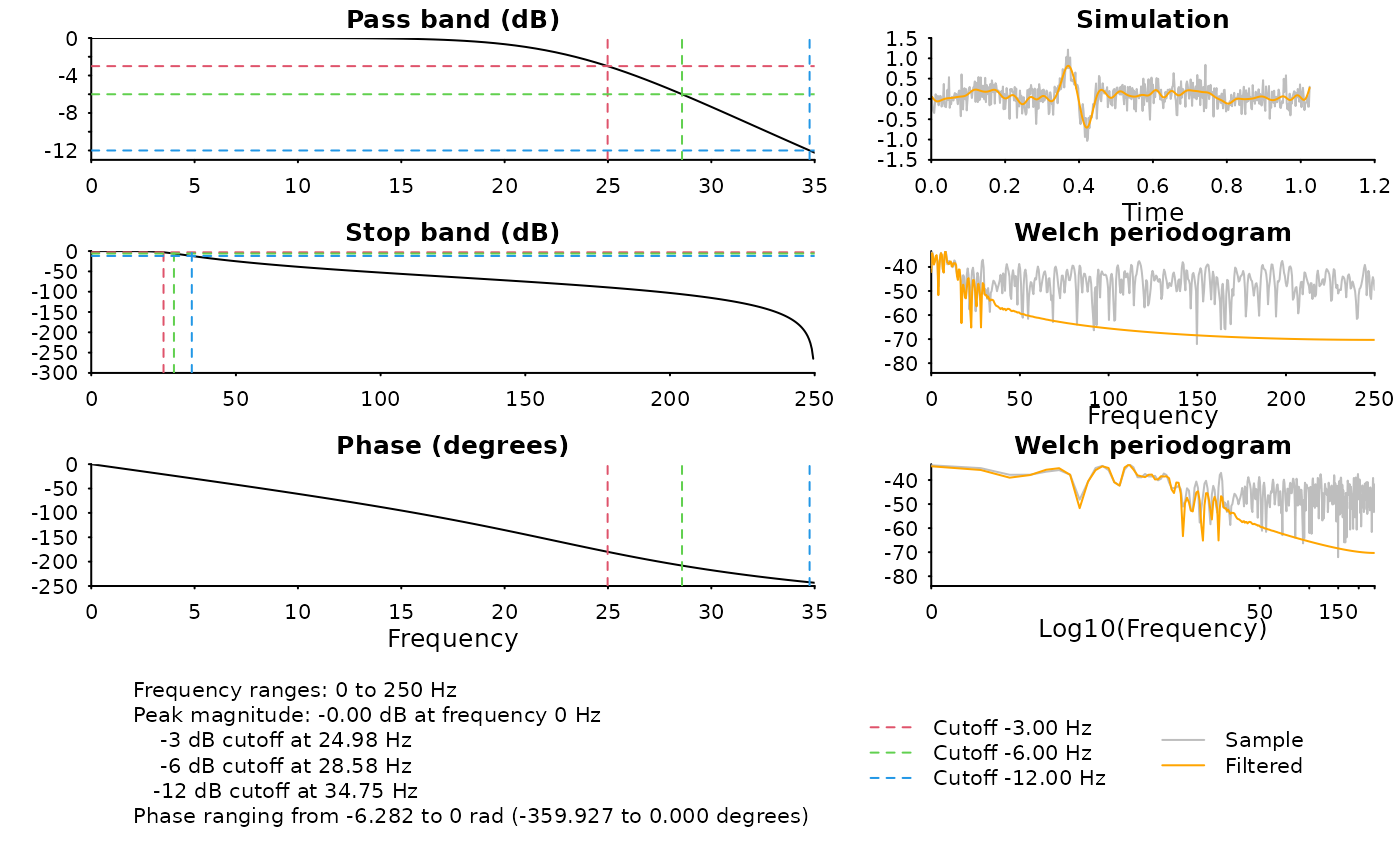 Pass band (dB)
0
-4
-8
-12
0 5 10 15 20 25 30 35
Simulation
1.5
1.0
0.5
0.0
-0.5
-1.0
-1.5
0.0 0.2 0.4 0.6 0.8 1.0 1.2
Time
Stop band (dB)
0
-50
-100
-150
-200
-250
-300
0 50 100 150 200 250
Welch periodogram
-40
-50
-60
-70
-80
0 50 100 150 200 250
Frequency
Phase (degrees)
0
-50
-100
-150
-200
-250
0 5 10 15 20 25 30 35
Frequency
Welch periodogram
-40
-50
-60
-70
-80
0 50 150
Log10(Frequency)
Frequency ranges: 0 to 250 Hz
Peak magnitude: -0.00 dB at frequency 0 Hz
-3 dB cutoff at 24.98 Hz
-6 dB cutoff at 28.58 Hz
-12 dB cutoff at 34.75 Hz
Phase ranging from -6.282 to 0 rad (-359.927 to 0.000 degrees)
Cutoff -3.00 Hz
Cutoff -6.00 Hz
Cutoff -12.00 Hz
Sample
Filtered